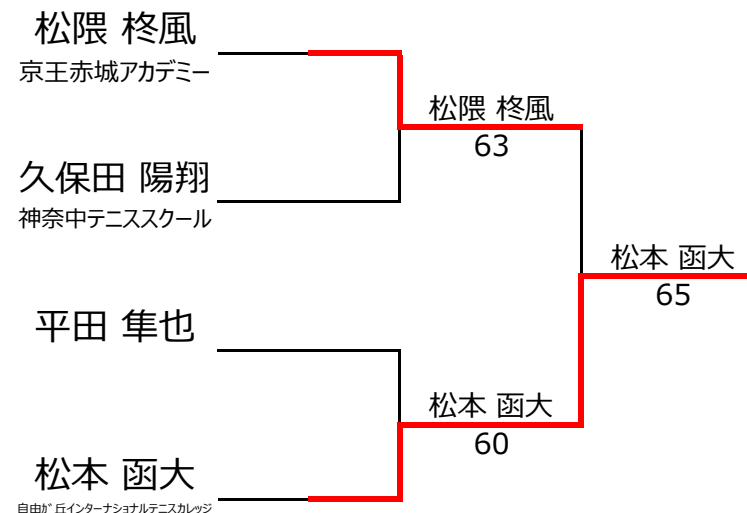 松隈 柊風
京王赤城アカデミー
松隈 柊風
63
久保田 陽翔
神奈中テニススクール
松本 函大
65
平田 隼也
松本 函大
60
松本 函大
自由が丘インターナショナルテニスカレッジ